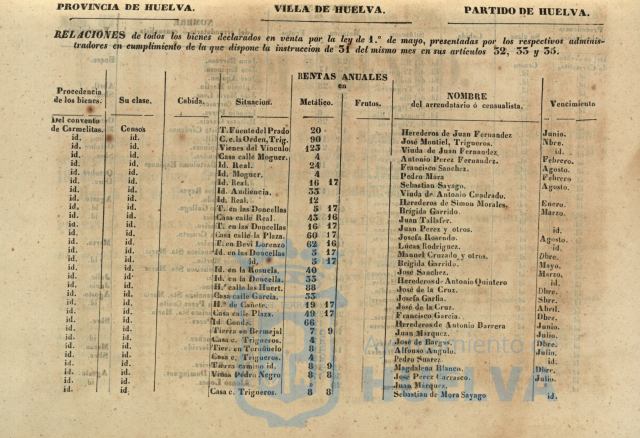 PROVINCIA DE HUELVA. VILLA DE HUELVA. PARTIDO DE HUELVA.
RELACIONES de todos los bienes declarados en venta por la ley de 1.º de mayo, presentadas por los respectivos adminis-
tradores en cumplimiento de la que dispone la instruccion de 31 del mismo mes en sus artículos 32, 33 y 35.
RENTAS ANUALES
en
Procedencia de los bienes. Su clase. Cabida. Situacion. Metálico. Frutos. NOMBRE del arrendatario ó censualista. Vencimiento
Del convento
de Carmelitas. Censos T. Fuente del Prado 20 Herederos de Juan Fernandez Junio.
id. id. C. c. la Orden, Trig. 90 José Montiel, Trigueros. Nbre.
id. id. Vienes del Vinculo 123 Viuda de Juan Fernandez. id.
id. id. Casa calle Moguer. 4 Antonio Perez Fernandez. Febrero.
id. id. Id. Real. 24 Francisco Sanchez. Agosto.
id. id. Id. Moguer. 4 Pedro Mora Febrero
id. id. Id. Real. 16 17 Sebastian Sayago. Agosto.
id. id. Id. Audiencia. 33 Viuda de Antonio Cuadrado.
id. id. Id. Real. 12 Herederos de Simon Morales. Enero.
id. id. T. en las Doncellas 5 17 Brigida Garrido. Marzo.
id. id. Casa calle Real. 43 16 Juan Tallafer.
id. id. T. en las Doncellas 16 17 Juan Perez y otros. id.
id. id. Casa calle la Plaza. 60 17 Josefa Rosendo. Agosto.
id. id. T. en Bevi Lorenzo 62 16 Lucas Rodriguez. id.
id. id. Id. en las Doncellas 5 17 Manuel Cruzado, y otros. Dbre.
id. id. id. 5 17 Brigida Garrido. Mayo.
id. id. Id. en la Rosuela. 40 José Sanchez. Marzo.
id. id. Id. en la Doncella. 33 Herederos de Antonio Quintero id.
id. id. H.ª calle las Huert. 88 José de la Cruz. Dbre.
id. id. Casa calle Garcia. 33 Josefa Garfia. Sbre.
id. id. H.ª de Cañete. 19 17 José de la Cruz. Abril.
id. id. Casa calle Plaza. 49 17 Francisco Garcia. Dbre.
id. id. Id. Conde. 66 Herederos de Antonio Barrera Junio.
id. id. Tierra en Bermejal 7 9 Juan Márquez. Julio.
id. id. Casa c. Trigueros. 4 José de Vargas. Dbre.
id. id. 8 Alfonso Angulo. Julio.
id. id. Casa c. Trigueros. 4 Pedro Suarez. id.
id. id. Tierra camino id. 8 9 Magdalena Blanco. Dbre.
id. id. Viñas Pedro Negro 8 8 José Perez Carrasco. Julio.
id. Juan Márquez.
id. id. Casa c. Trigueros. 8 8 Sebastian de Mora Sayago id.
Ayuntamiento de
HUELVA